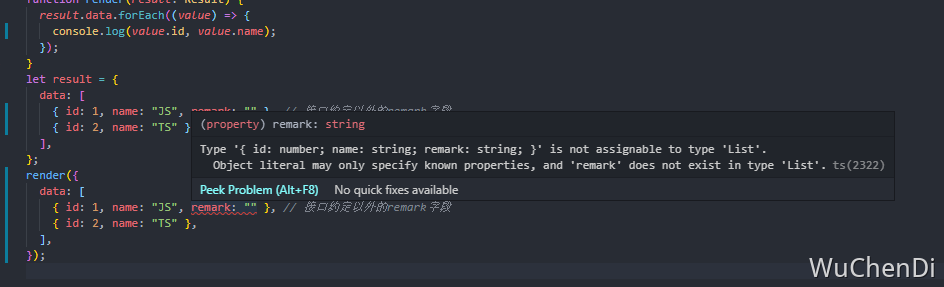 function render(result: Result) {
result.data.forEach((value) => {
console.log(value.id, value.name);
});
}
let result = {
data: [
{ id: 1, name: "JS", remark: "" }, // 接口约定以外的remark字段
{ id: 2, name: "TS" }
],
};
render({
data: [
{ id: 1, name: "JS", remark: "" }, // 接口约定以外的remark字段
{ id: 2, name: "TS" },
],
});
(property) remark: string
Type '{ id: number; name: string; remark: string; }' is not assignable to type 'List'.
Object literal may only specify known properties, and 'remark' does not exist in type 'List'. ts(2322)
Peek Problem (Alt+F8) No quick fixes available
WuChenDi